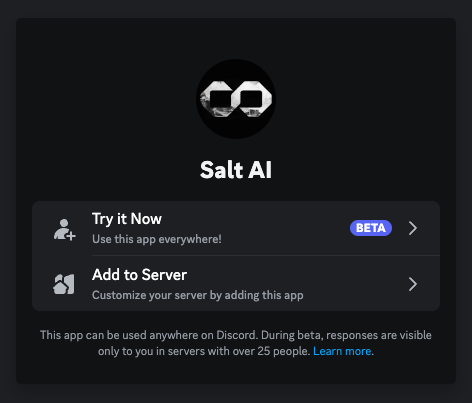 Salt AI
Try it Now
BETA
Use this app everywhere!
Add to Server
Customize your server by adding this app
This app can be used anywhere on Discord. During beta, responses are visible
only to you in servers with over 25 people. Learn more.